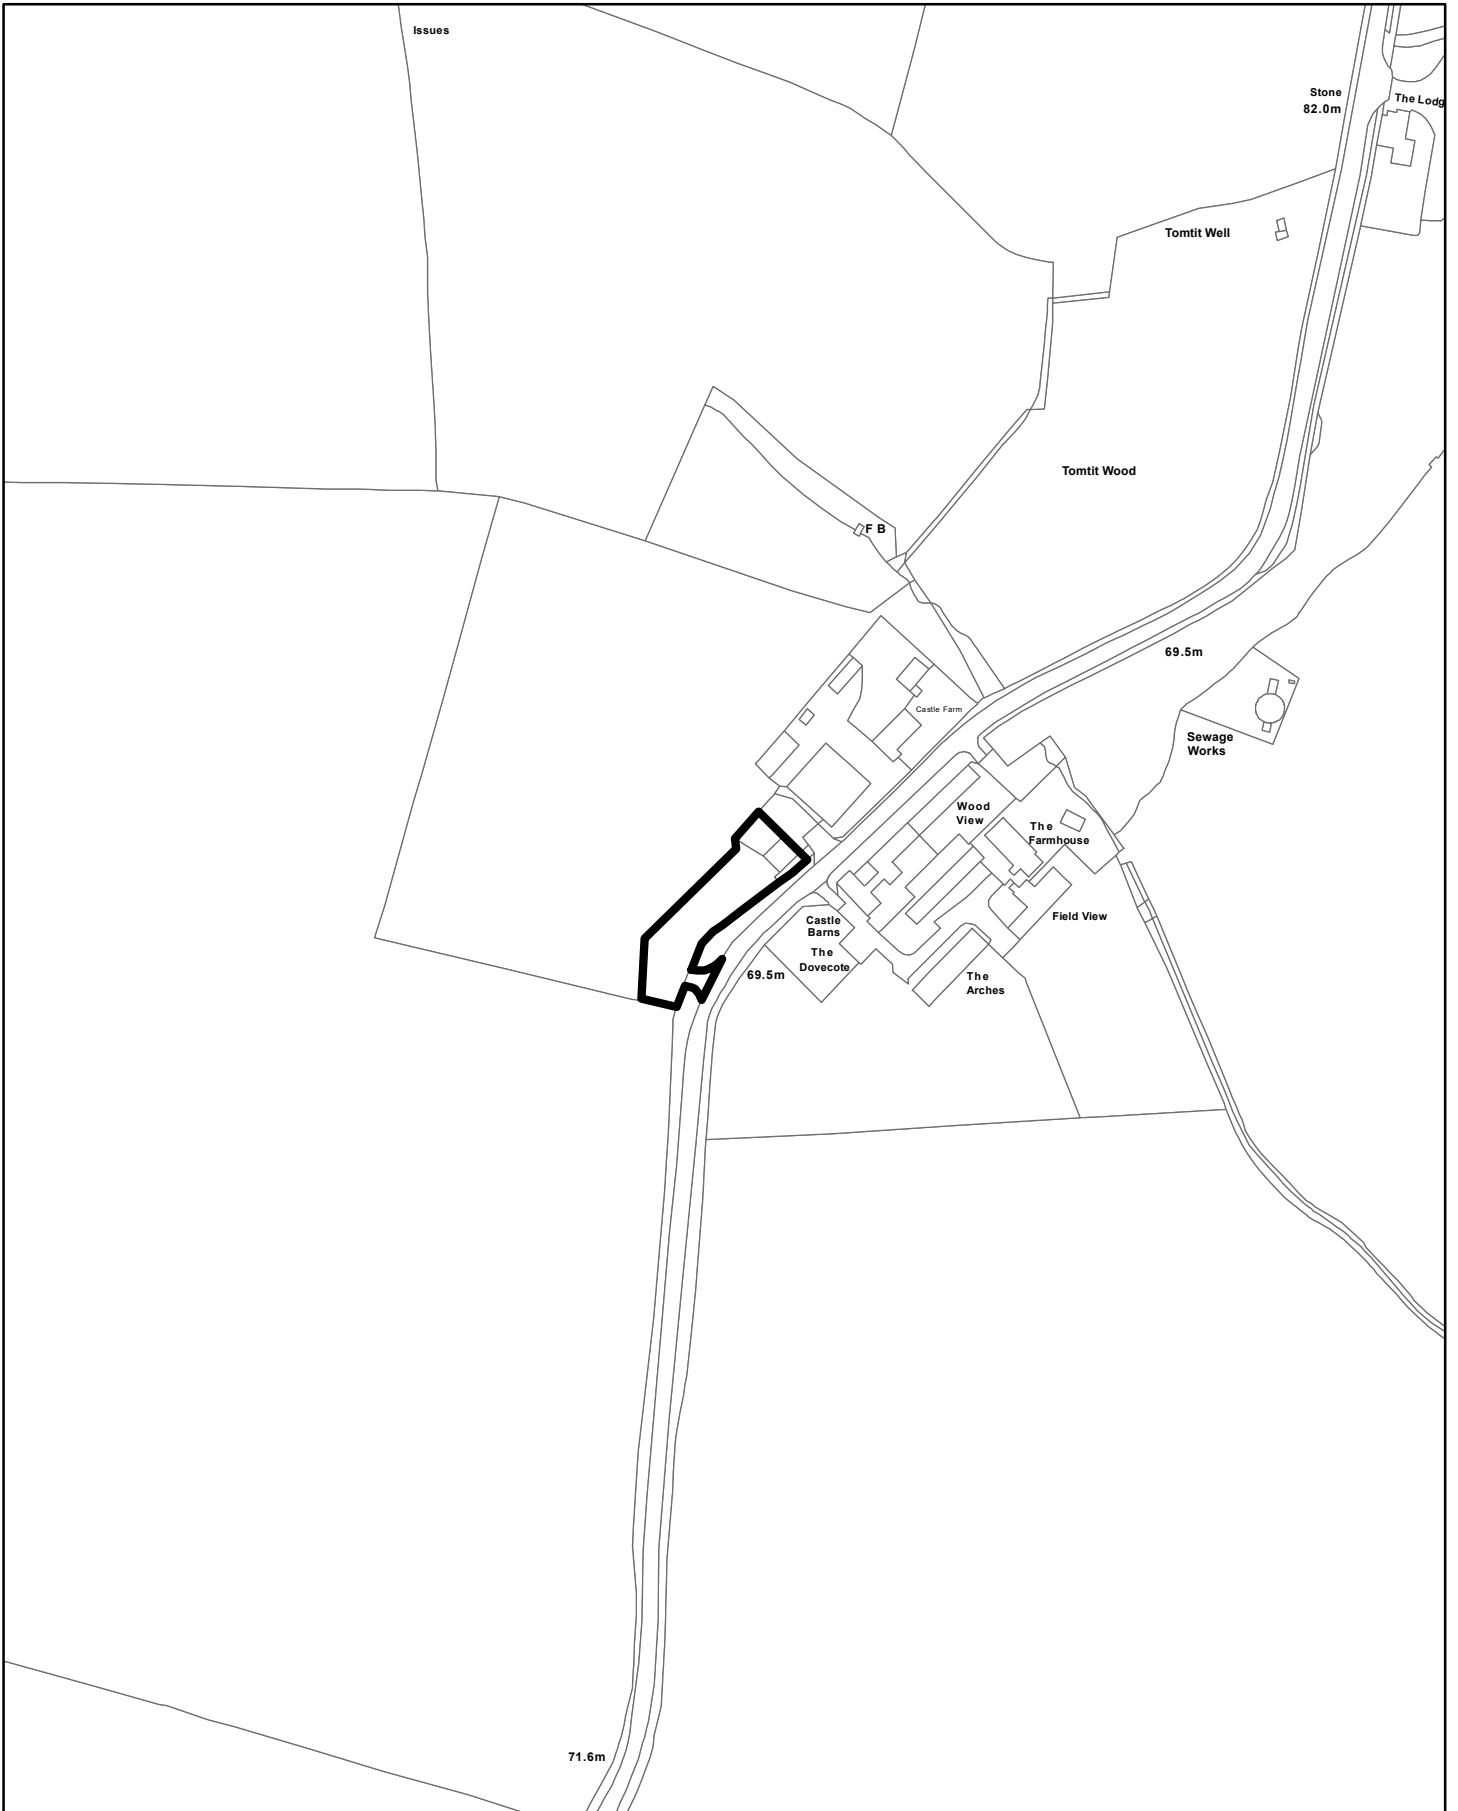 Issues
Stone
82.0m
The Lodg
Tomtit Well
Tomtit Wood
F B
69.5m
Castle Farm
Sewage
Works
Wood
View
The
Farmhouse
Castle
Barns
Field View
The
Dovecote
69.5m
The
Arches
71.6m